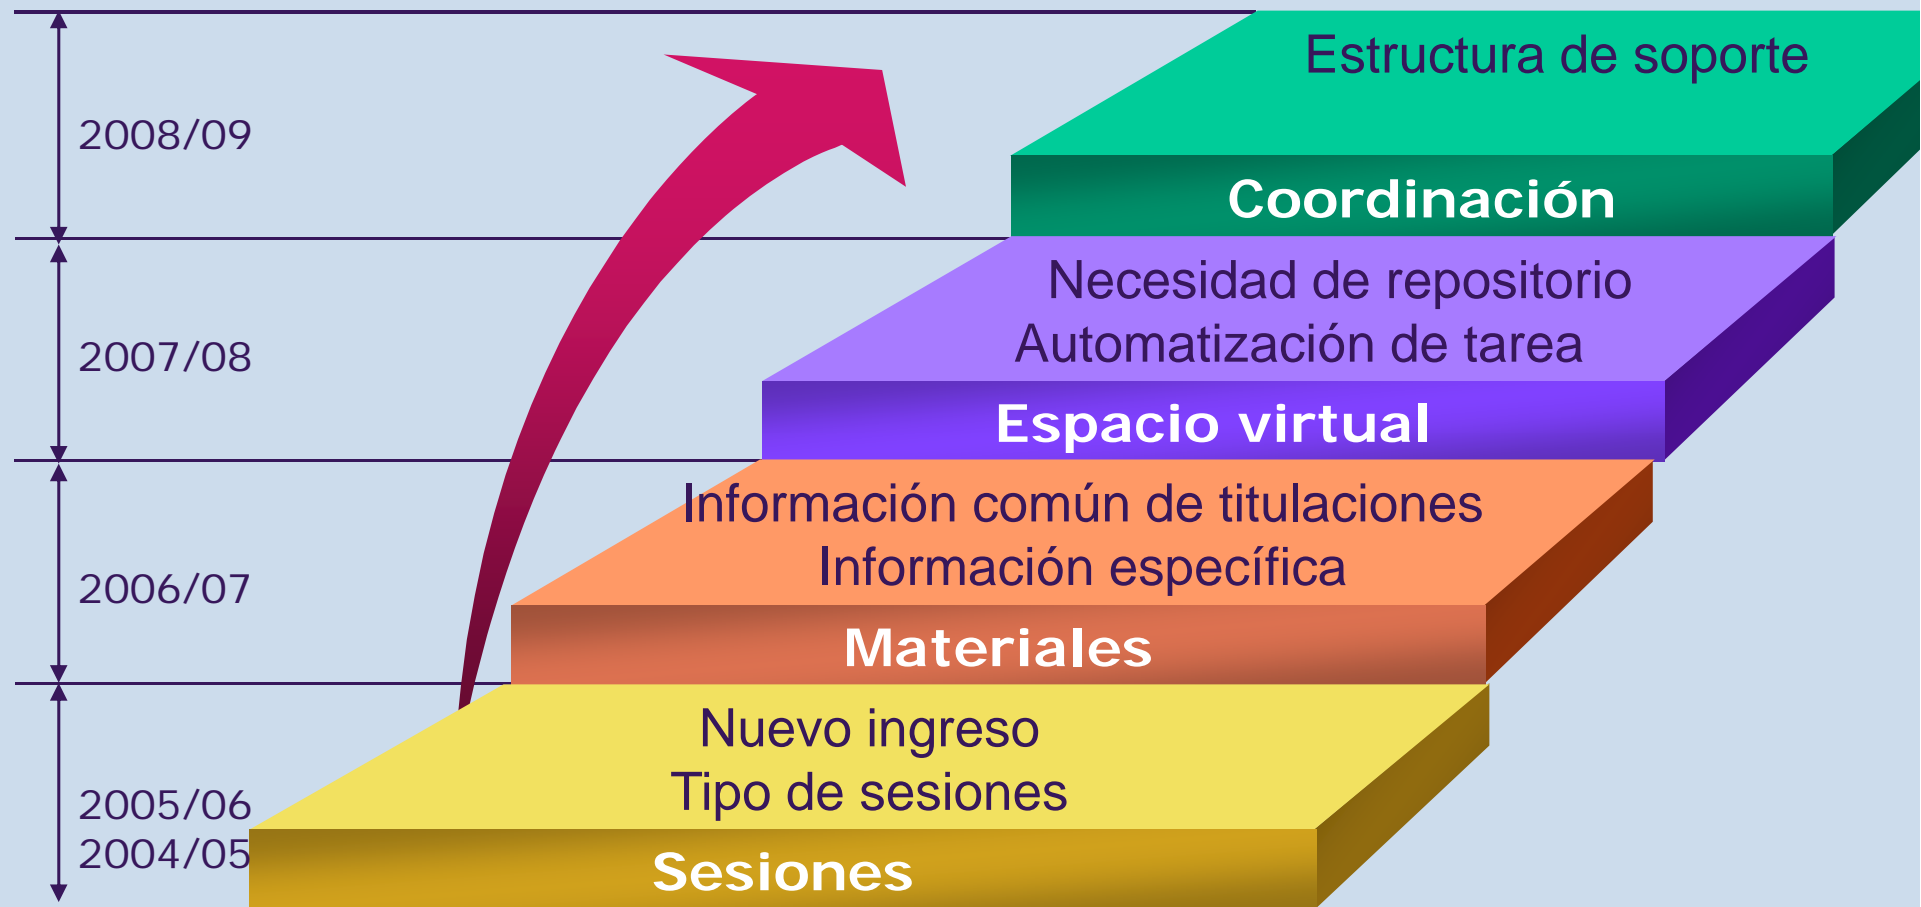 Estructura de soporte
2008/09
Coordinación
Necesidad de repositorio
2007/08
Automatización de tarea
Espacio virtual
Información común de titulaciones
Información específica
2006/07
Materiales
Nuevo ingreso
Tipo de sesiones
2005/06
2004/05
Sesiones